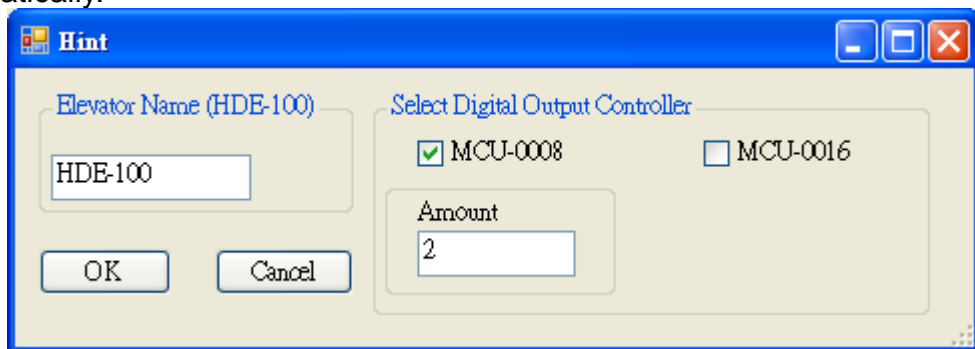 atically.
Hint
Elevator Name (HDE-100)
HDE-100
OK Cancel
Select Digital Output Controller
MCU-0008 MCU-0016
Amount
2